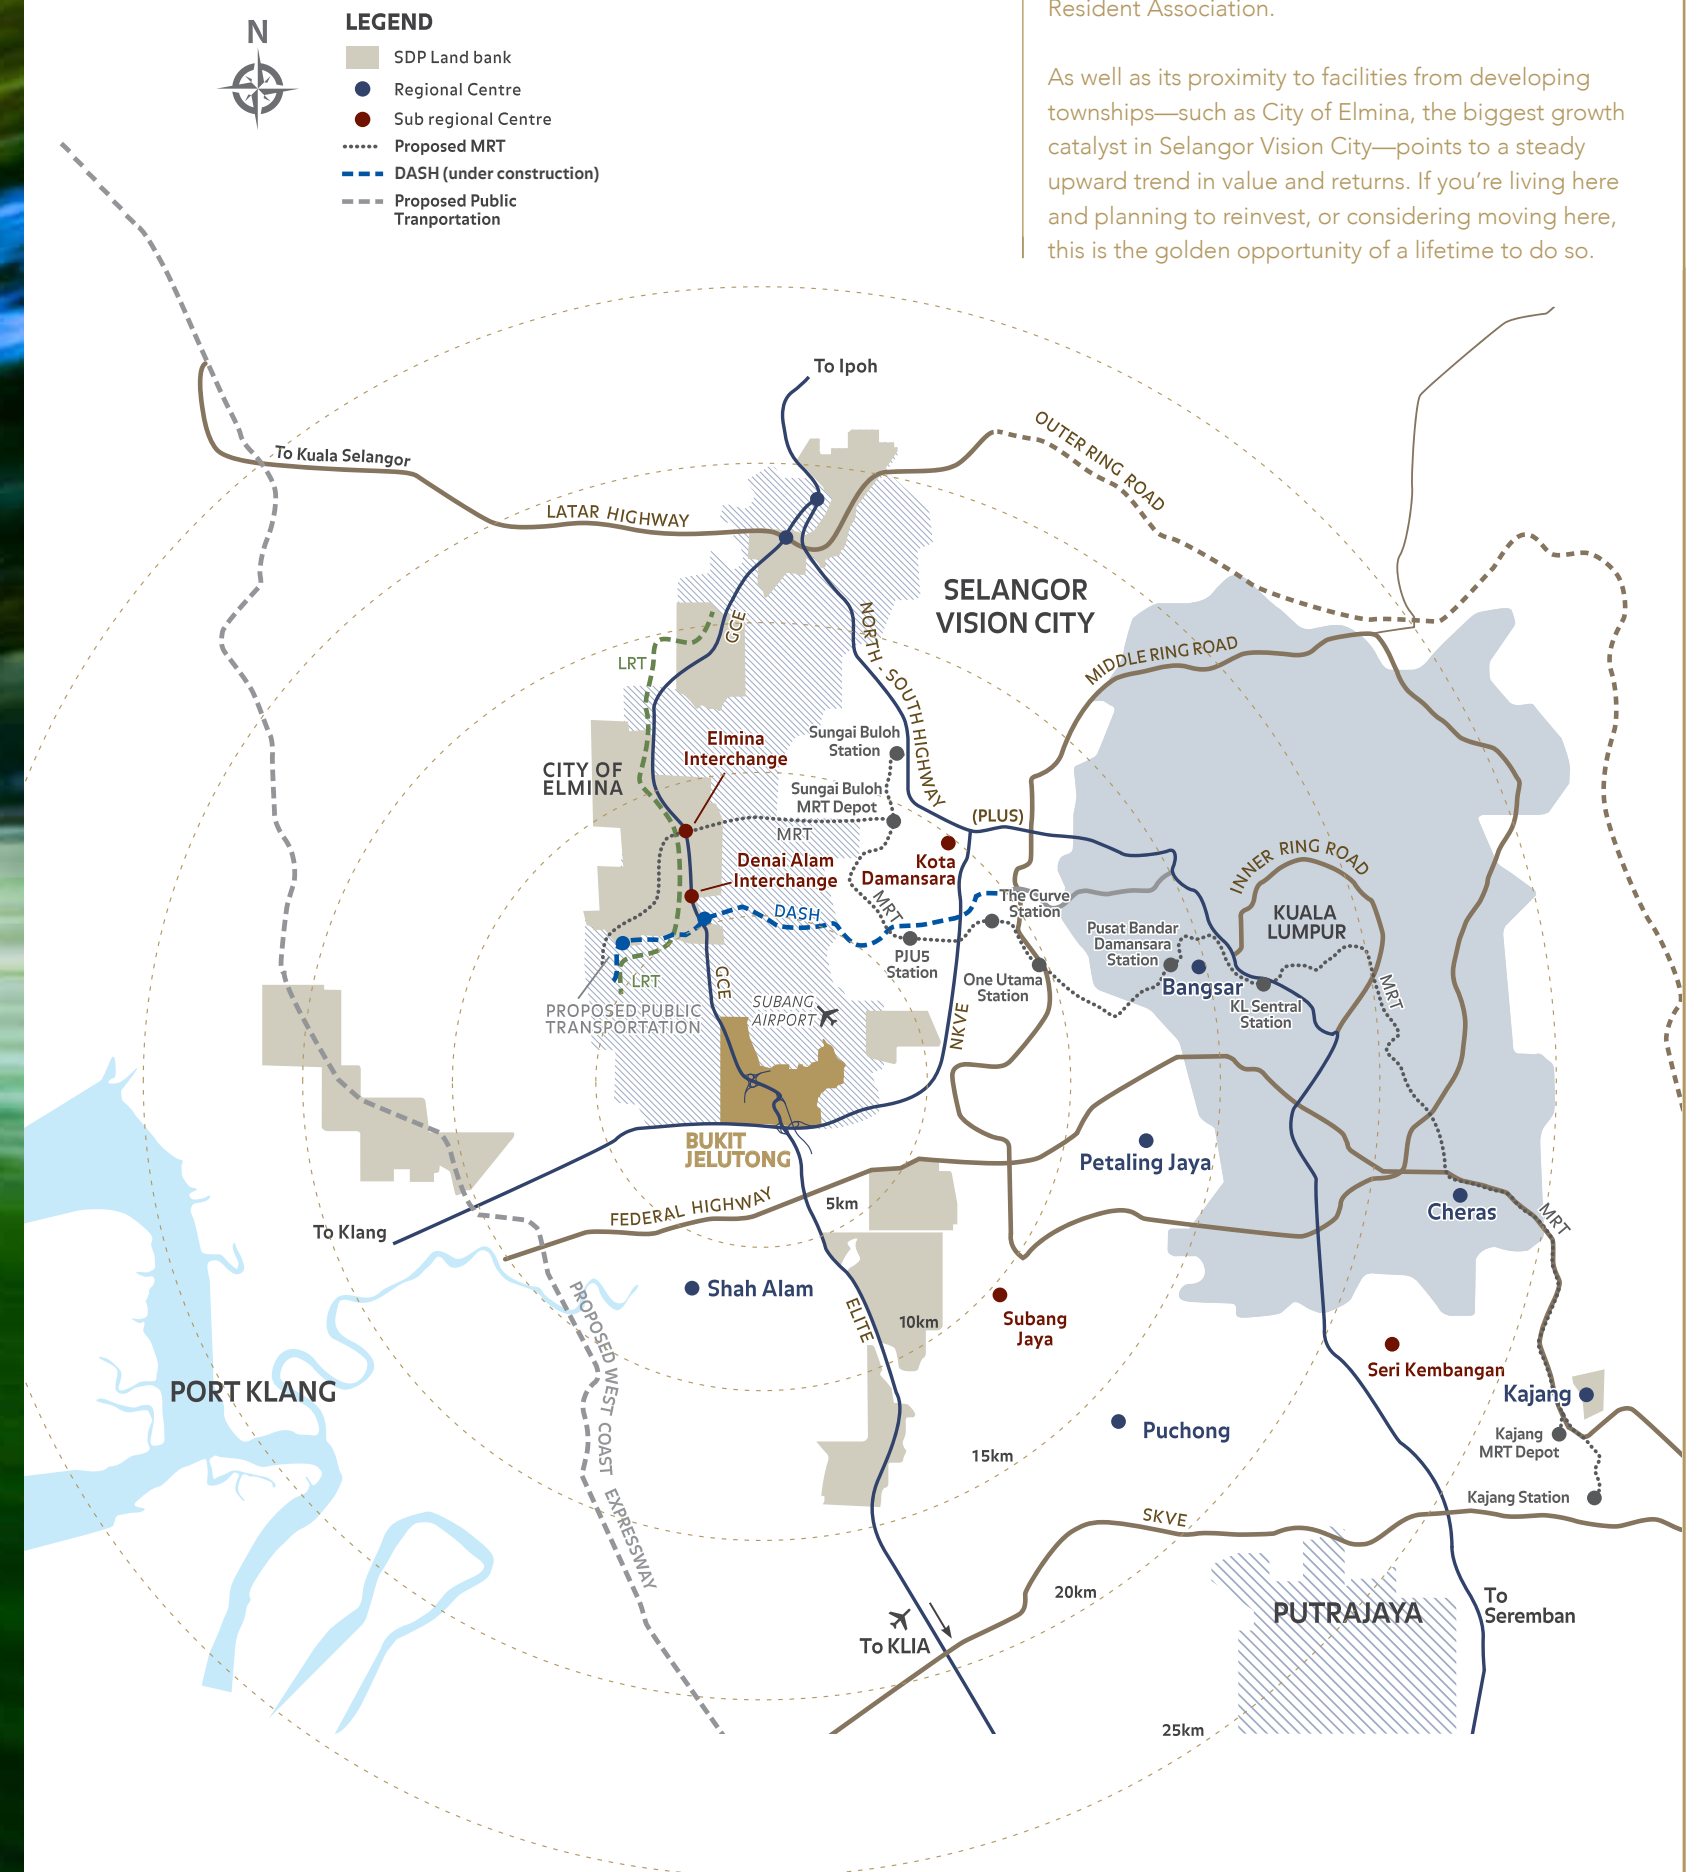 N
LEGEND
SDP Land bank
Regional Centre
Sub regional Centre
Proposed MRT
DASH (under construction)
Proposed Public
Tranportation
Resident Association.
As well as its proximity to facilities from developing
townships—such as City of Elmina, the biggest growth
catalyst in Selangor Vision City—points to a steady
upward trend in value and returns. If you’re living here
and planning to reinvest, or considering moving here,
this is the golden opportunity of a lifetime to do so.
To Ipoh
To Kuala Selangor
OUTER RING ROAD
LATAR HIGHWAY
SELANGOR
VISION CITY
GCE
NORTH - SOUTH HIGHWAY
MIDDLE RING ROAD
LRT
Sungai Buloh
Station
Elmina
Interchange
CITY OF
ELMINA
Sungai Buloh
MRT Depot
(PLUS)
MRT
Kota
Damansara
Denai Alam
Interchange
INNER RING ROAD
The Curve
Station
MRT
DASH
KUALA
LUMPUR
Pusat Bandar
Damansara
Station
PJU5
Station
One Utama
Station
Bangsar
MRT
LRT
GCE
KL Sentral
Station
PROPOSED PUBLIC
TRANSPORTATION
SUBANG
AIRPORT
NKVE
BUKIT
JELUTONG
Petaling Jaya
5km
FEDERAL HIGHWAY
Cheras
MRT
To Klang
Shah Alam
PROPOSED WEST COAST EXPRESSWAY
ELITE
10km
Subang
Jaya
Seri Kembangan
PORT KLANG
Kajang
Puchong
Kajang
MRT Depot
15km
Kajang Station
SKVE
20km
PUTRAJAYA
To
Seremban
To KLIA
25km